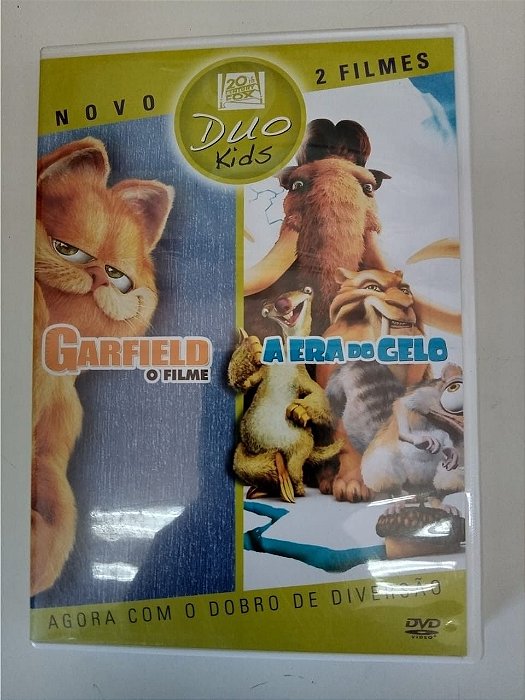 NOVO
20th
CENTURY
FOX
2 FILMES
Duo
Kids
GARFIELD
O FILME
A ERA DO GELO
AGORA COM O DOBRO DE DIVERSÃO
DVD
VIDEO